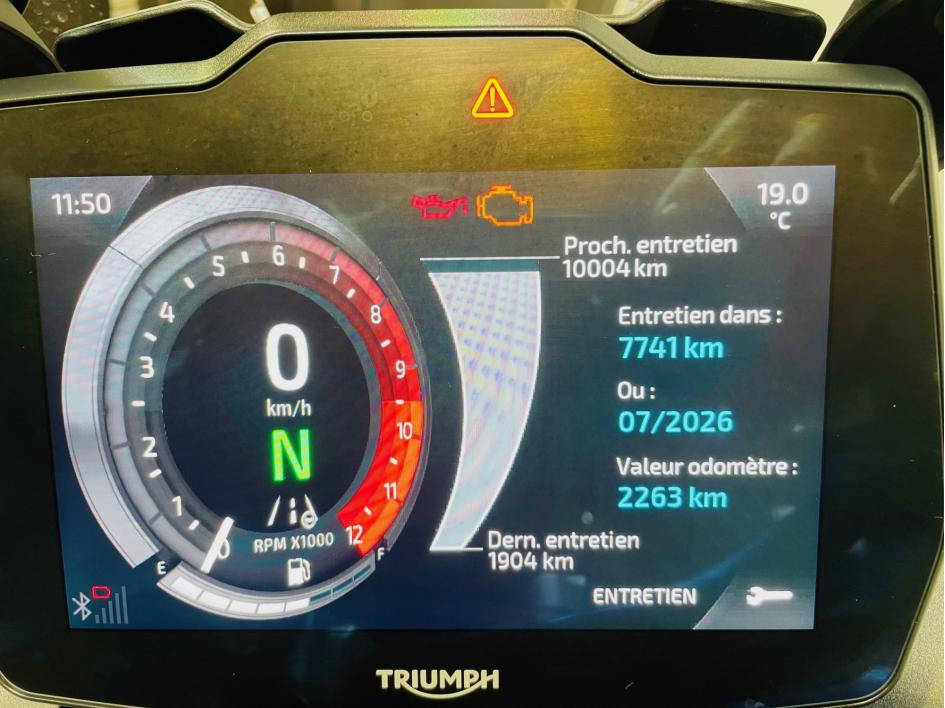 11:50
19.0
°C
Proch. entretien
10004 km
Entretien dans :
7741 km
Ou :
07/2026
Valeur odomètre :
2263 km
Dern. entretien
1904 km
ENTRETIEN
0
1
2
3
4
5
6
7
8
9
10
11
12
0
km/h
N
RPM X1000
E
F
TRIUMPH